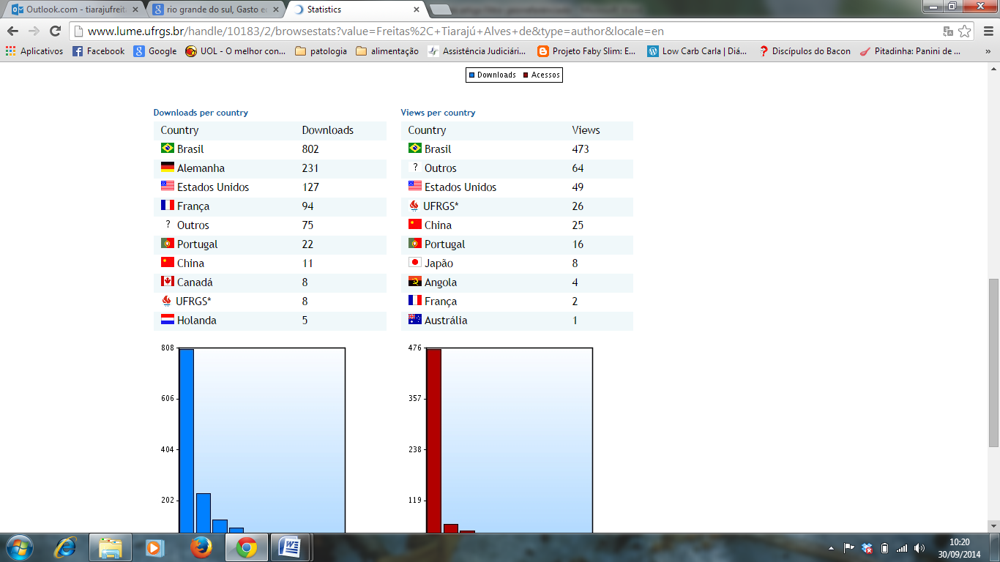 Outlook.com - tiarajufreit
rio grande do sul, Gasto e
Statistics
www.lume.ufrgs.br/handle/10183/2/browsestats?value=Freitas%2C+Tiarajú+Alves+de&type=author&locale=en
Aplicativos Facebook Google UOL - O melhor con... patologia alimentação Assistência Judiciári... Projeto Faby Slim: E... Low Carb Carla | Diá... Discípulos do Bacon Pitadinha: Panini de ... »
Downloads Acessos
Downloads per country
Country Downloads
Brasil 802
Alemanha 231
Estados Unidos 127
França 94
? Outros 75
Portugal 22
China 11
Canadá 8
UFRGS* 8
Holanda 5
808
606
404
202
Views per country
Country Views
Brasil 473
? Outros 64
Estados Unidos 49
UFRGS* 26
China 25
Portugal 16
Japão 8
Angola 4
França 2
Austrália 1
476
357
238
119
10:20
30/09/2014